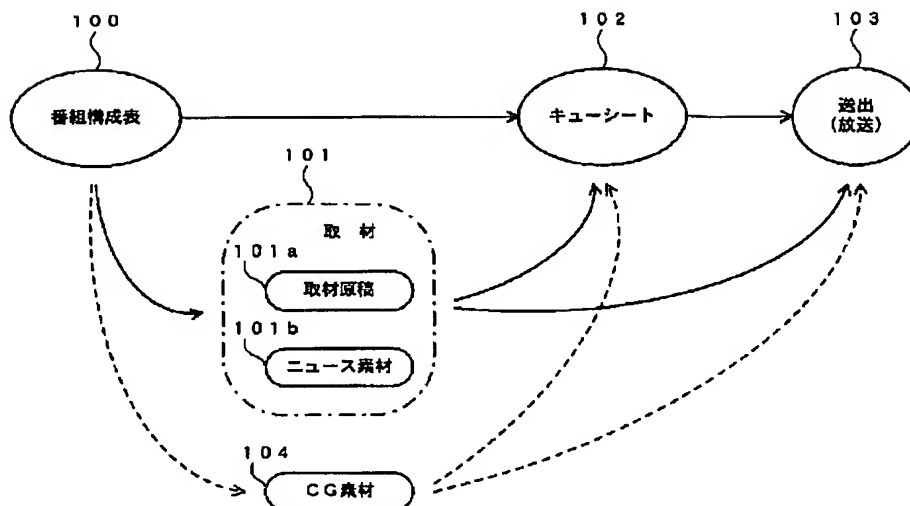 100
102
103
番組構成表
キューシート
送出
(放送)
101
取材
101a
取材原稿
101b
ニュース素材
104
CG素材